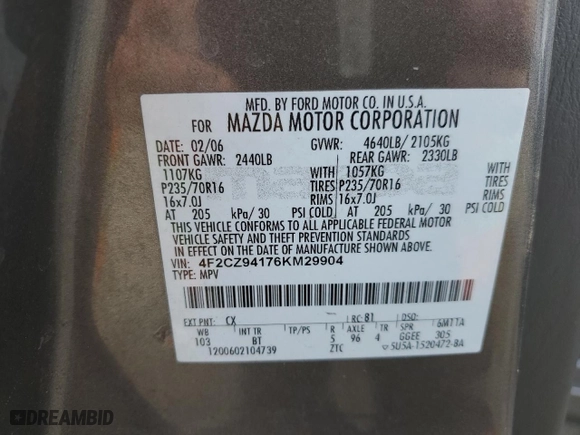 MFD. BY FORD MOTOR CO. IN U.S.A.
FOR MAZDA MOTOR CORPORATION
DATE: 02/06 GVWR: 4640LB/ 2105KG
FRONT GAWR: 2440LB REAR GAWR: 2330LB
1107KG WITH 1057KG WITH
P235/70R16 TIRES P235/70R16 TIRES
16x7.0J RIMS 16x7.0J RIMS
AT 205 kPa/ 30 PSI COLD AT 205 kPa/ 30 PSI COLD
THIS VEHICLE CONFORMS TO ALL APPLICABLE FEDERAL MOTOR
VEHICLE SAFETY AND THEFT PREVENTION STANDARDS
IN EFFECT ON THE DATE OF MANUFACTURE SHOWN ABOVE.
VIN: 4F2CZ94176KM29904
TYPE: MPV
EXT PNT: CX RC: 81 DSO:
WB INT TR TP/PS R AXLE TR SPR 6M11A
103 BT 5 96 4 GGEE 305
1200602104739 ZTC 5U5A-1520472-BA
DREAMBID